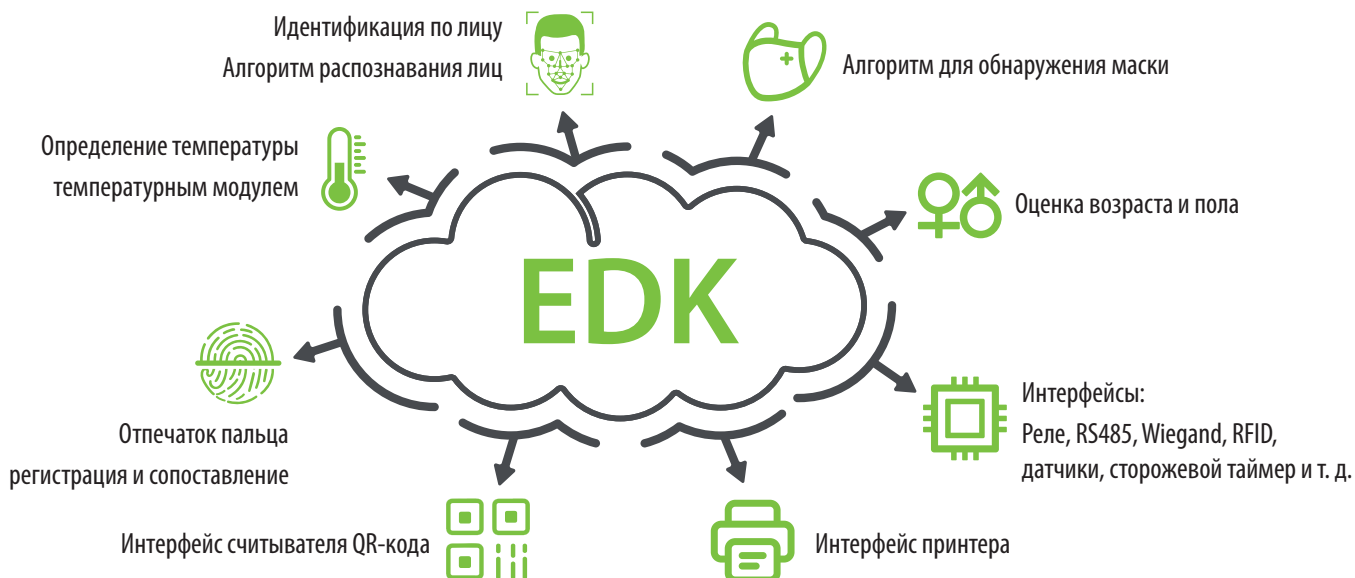 Идентификация по лицу
Алгоритм распознавания лиц
Алгоритм для обнаружения маски
Определение температуры
температурным модулем
Оценка возраста и пола
EDK
Отпечаток пальца
регистрация и сопоставление
Интерфейсы:
Реле, RS485, Wiegand, RFID,
датчики, сторожевой таймер и т. д.
Интерфейс считывателя QR-кода
Интерфейс принтера